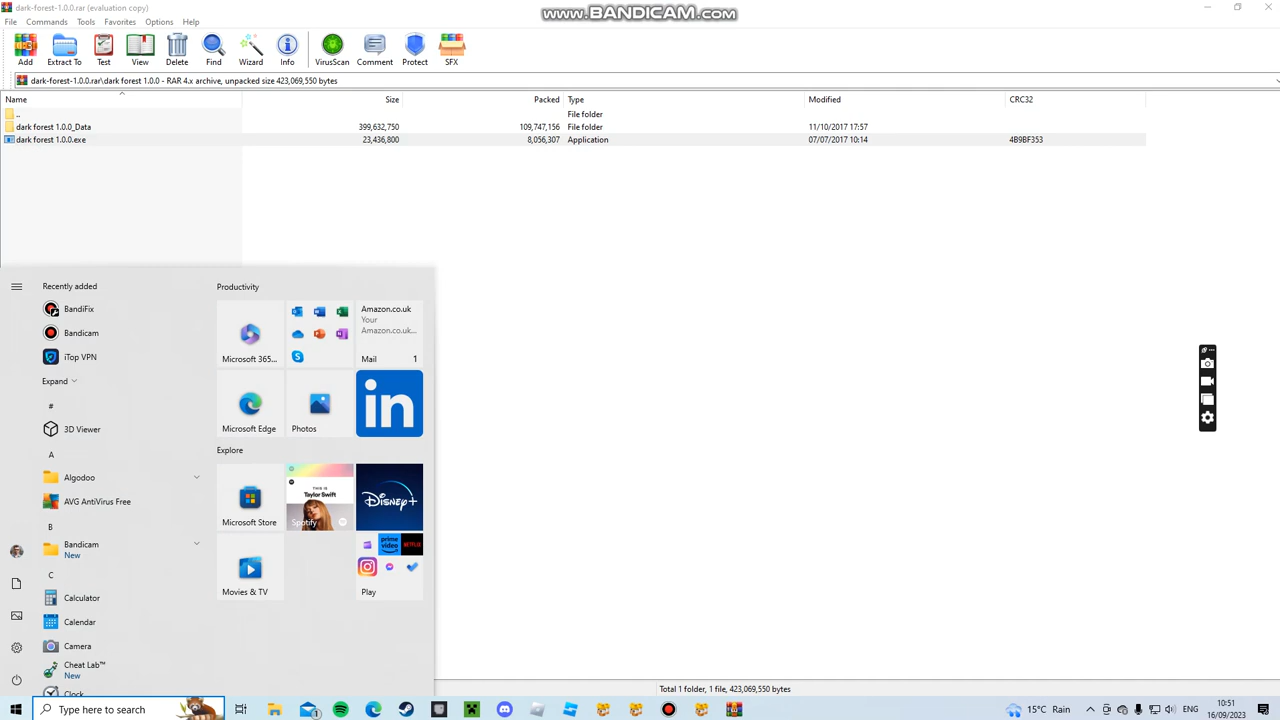 dark-forest-1.0.0.rar (evaluation copy)
www.BANDICAM.com
File Commands Tools Favorites Options Help
Add Extract To Test View Delete Find Wizard Info VirusScan Comment Protect SFX
dark-forest-1.0.0.rar\dark forest 1.0.0 - RAR 4.x archive, unpacked size 423,069,550 bytes
Name Size Packed Type Modified CRC32
.. File folder
dark forest 1.0.0_Data 399,632,750 109,747,156 File folder 11/10/2017 17:57
dark forest 1.0.0.exe 23,436,800 8,056,307 Application 07/07/2017 10:14 4B9BF353
Recently added
BandiFix
Bandicam
iTop VPN
Expand
#
3D Viewer
A
Algodoo
AVG AntiVirus Free
B
Bandicam
New
C
Calculator
Calendar
Camera
Cheat Lab™
New
Clock
Productivity
Microsoft 365...
Amazon.co.uk
Your
Amazon.co.uk...
Mail 1
Microsoft Edge
Photos
in
Explore
Microsoft Store
THIS IS
Taylor Swift
Spotify
Disney+
Movies & TV
prime video
NETFLIX
Play
Total 1 folder, 1 file, 423,069,550 bytes
Type here to search
1
15°C Rain
ENG
10:51
16/09/2023